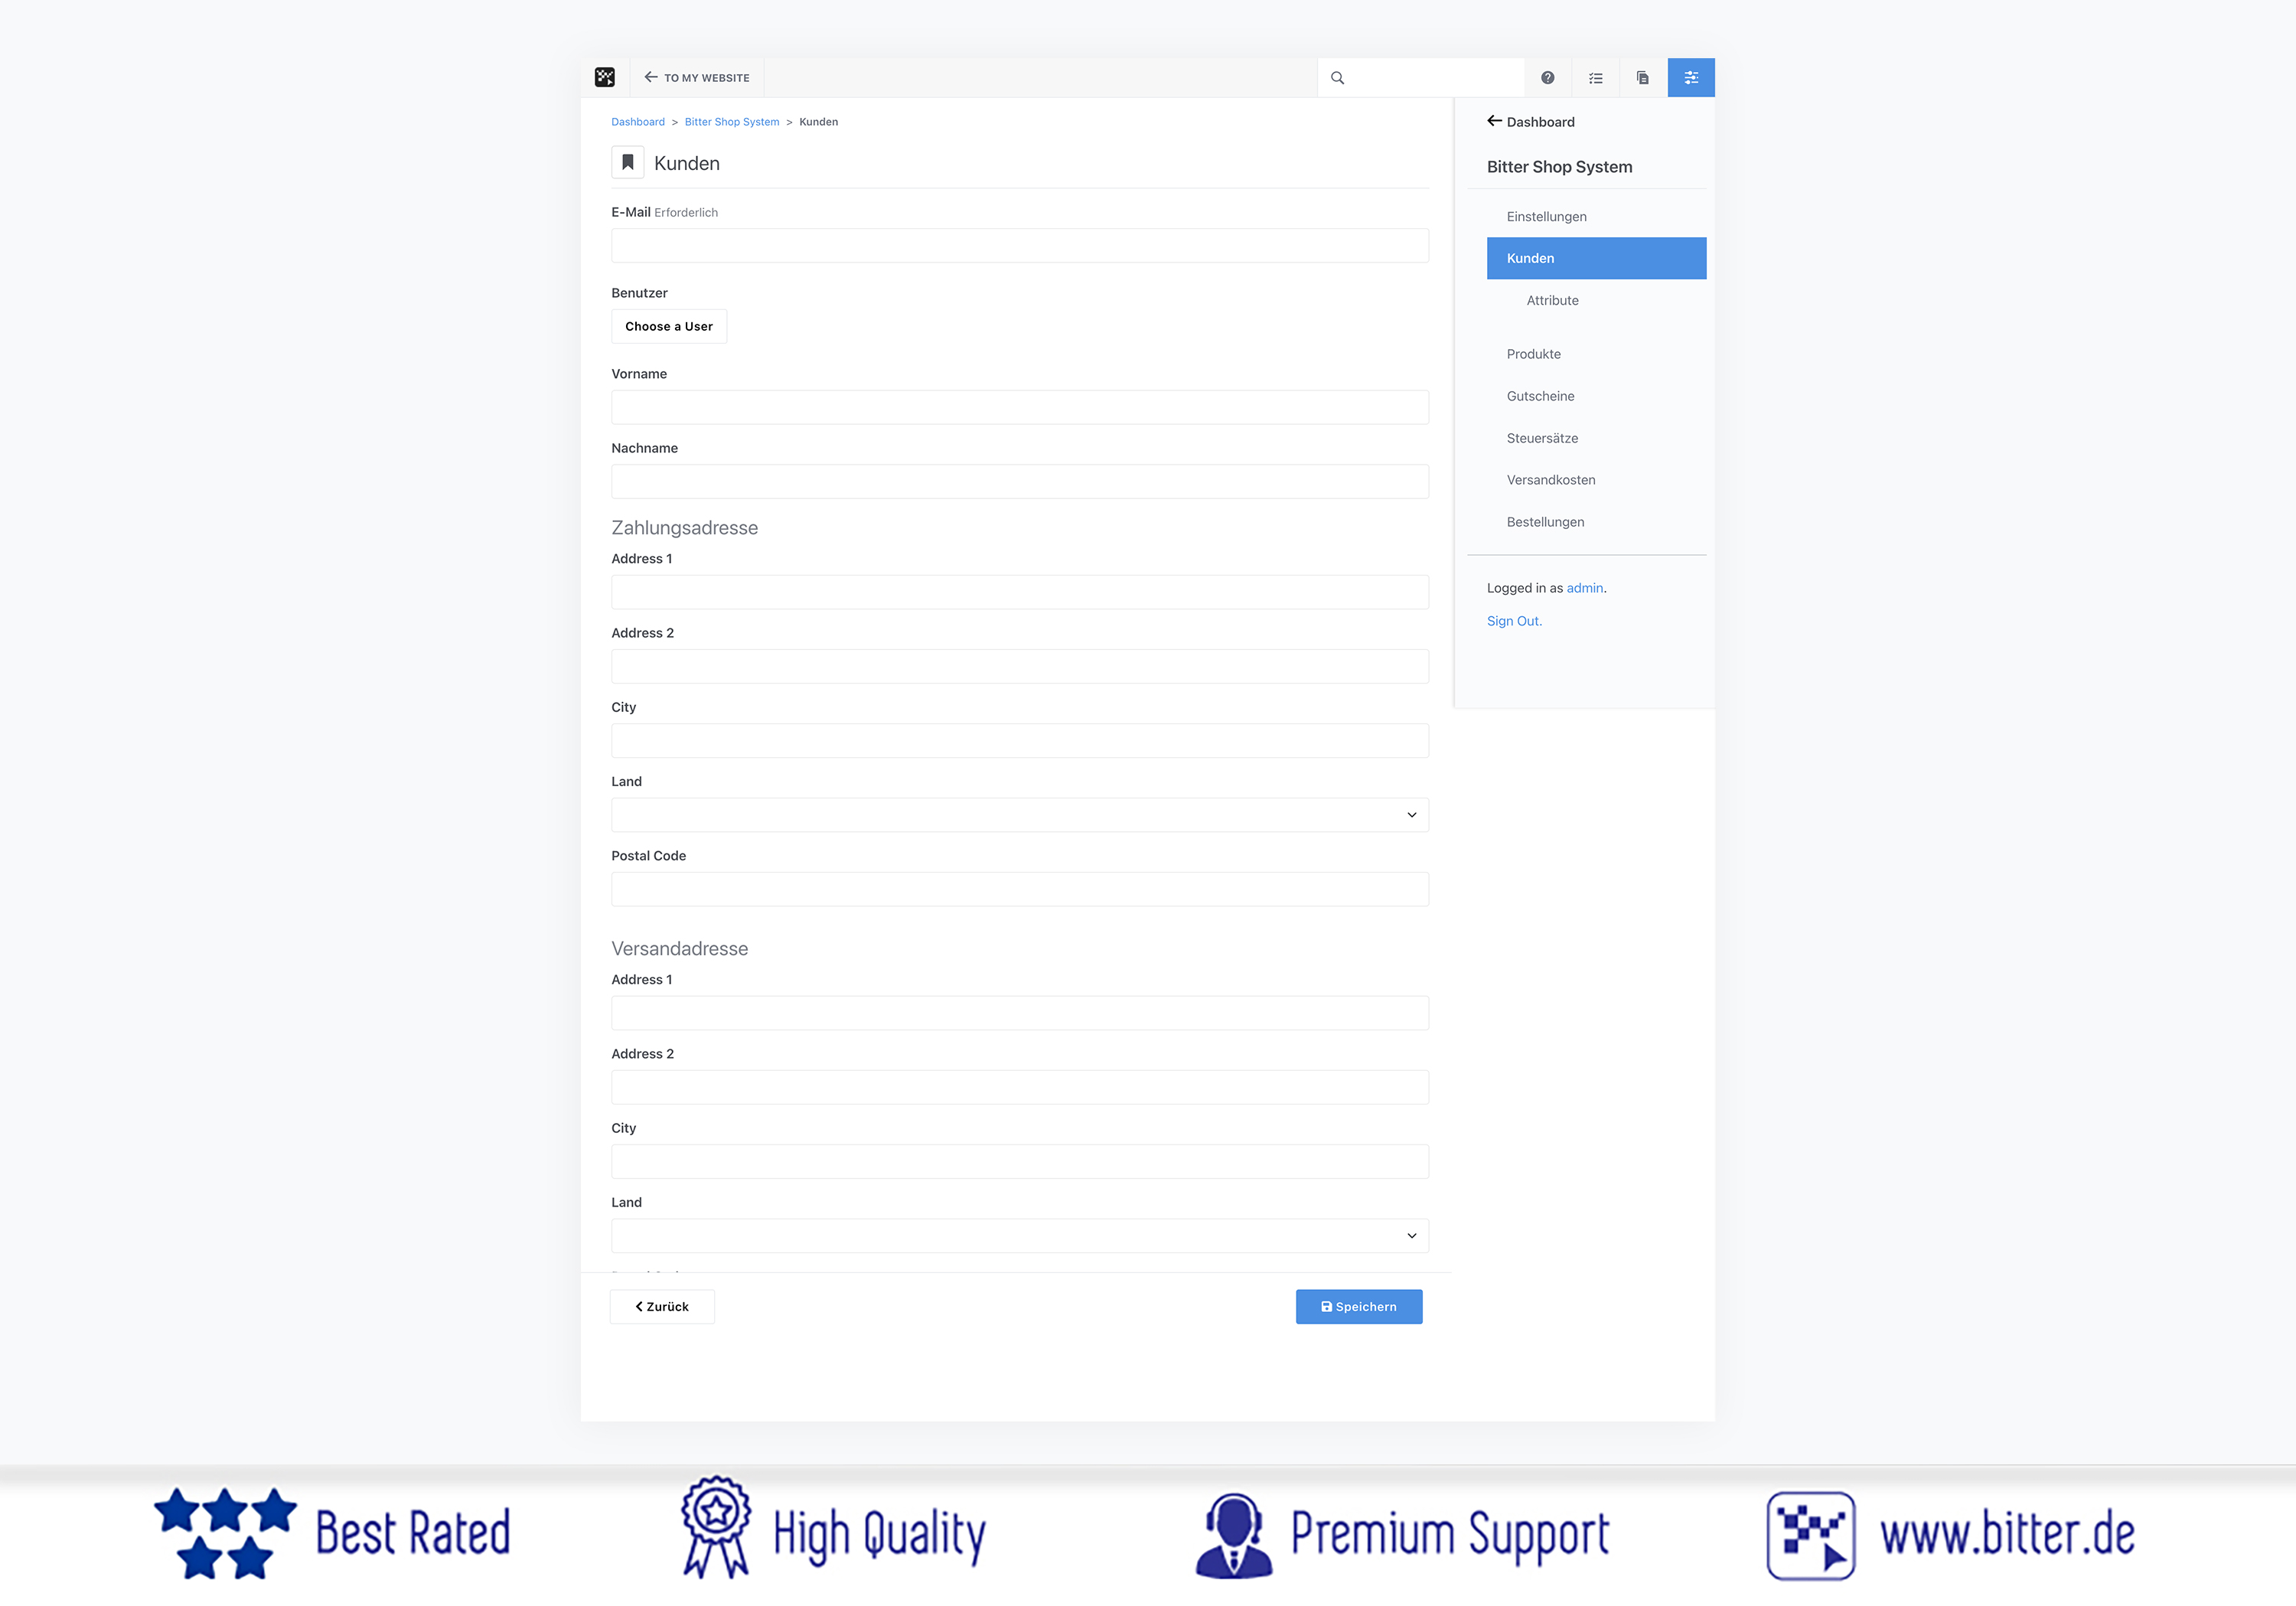 TO MY WEBSITE
Dashboard > Bitter Shop System > Kunden
Kunden
E-Mail Erforderlich
Benutzer
Choose a User
Vorname
Nachname
Zahlungsadresse
Address 1
Address 2
City
Land
Postal Code
Versandadresse
Address 1
Address 2
City
Land
Zurück
Speichern
Dashboard
Bitter Shop System
Einstellungen
Kunden
Attribute
Produkte
Gutscheine
Steuersätze
Versandkosten
Bestellungen
Logged in as admin.
Sign Out.
Best Rated
High Quality
Premium Support
www.bitter.de